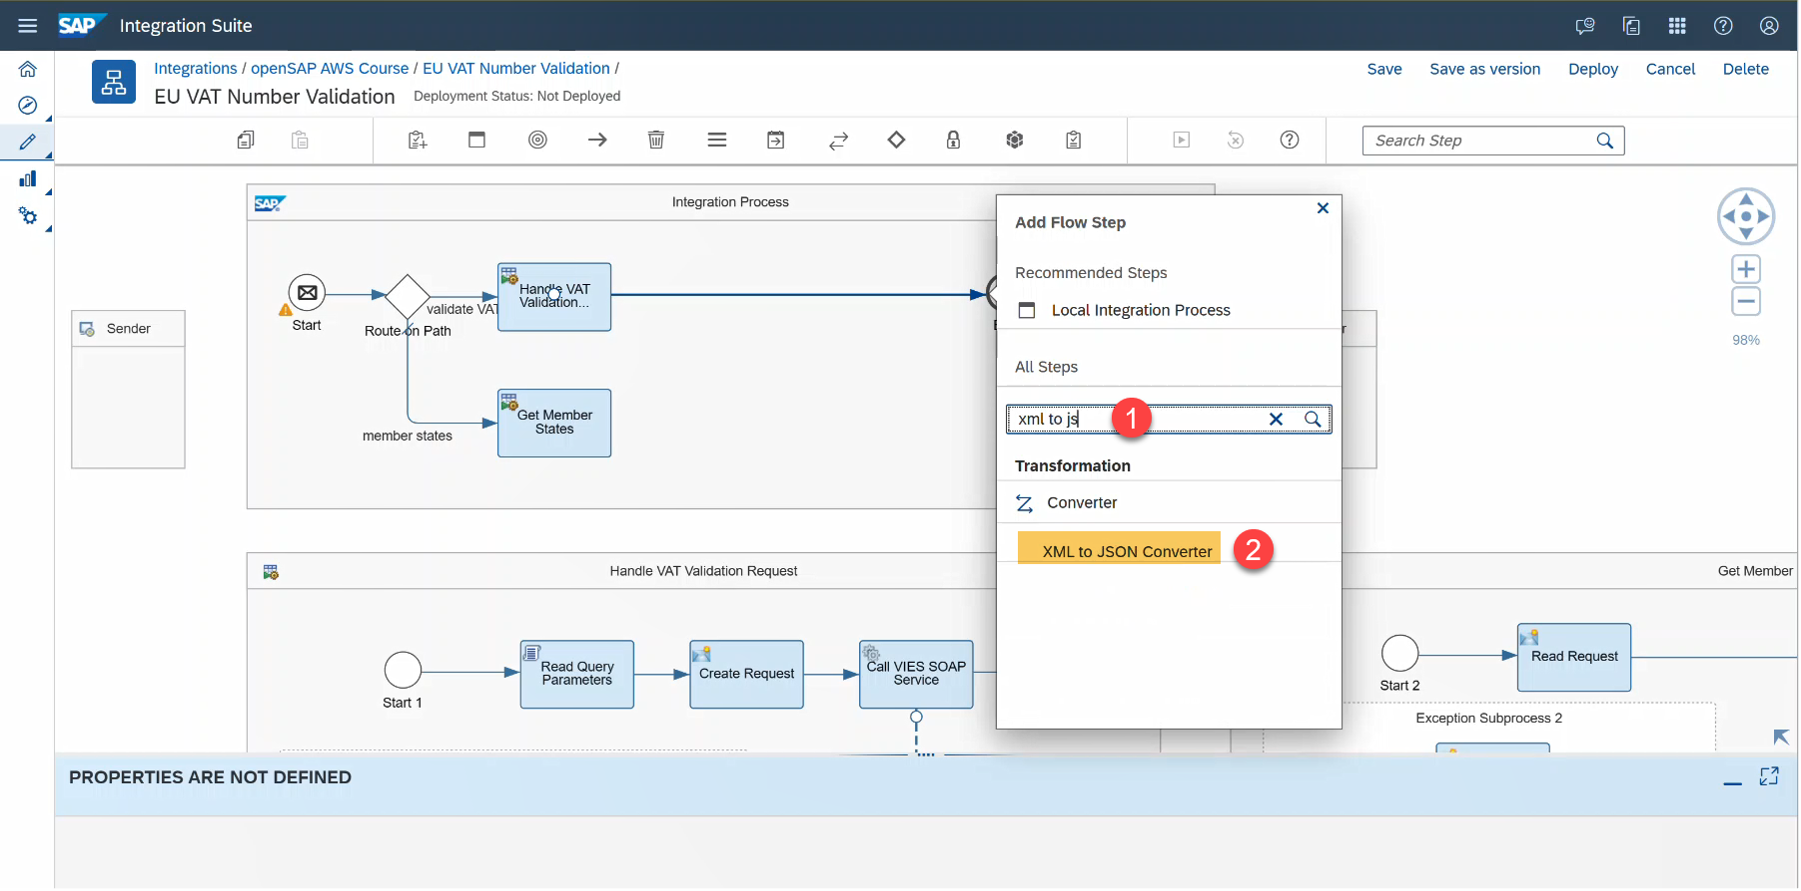 SAP Integration Suite
Integrations / openSAP AWS Course / EU VAT Number Validation /
Save Save as version Deploy Cancel Delete
EU VAT Number Validation Deployment Status: Not Deployed
Search Step
SAP Integration Process
Add Flow Step
Recommended Steps
Local Integration Process
All Steps
xml to js
1
Transformation
Converter
XML to JSON Converter
2
98%
Sender
Start
Route on Path
validate VAT
Handle VAT
Validation...
member states
Get Member
States
Handle VAT Validation Request
Get Member
Start 1
Read Query
Parameters
Create Request
Call VIES SOAP
Service
Start 2
Read Request
Exception Subprocess 2
PROPERTIES ARE NOT DEFINED